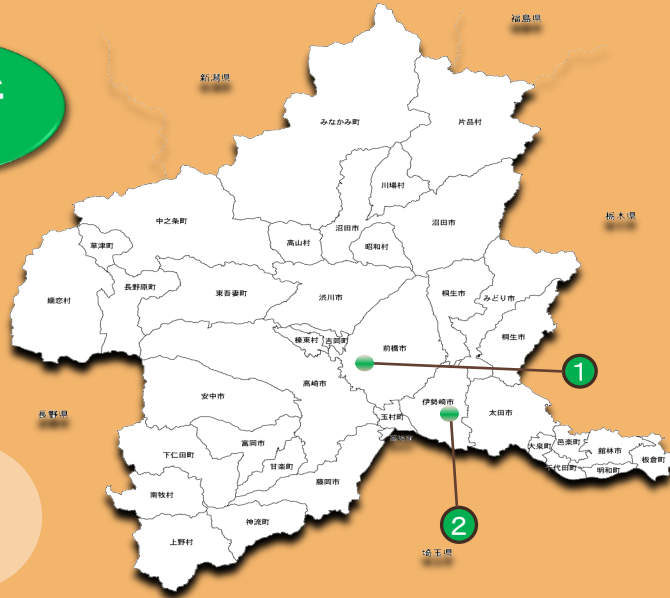 福島県
新潟県
みなかみ町
片品村
川場村
栃木県
中之条町
沼田市
沼田市
高山村
昭和村
草津町
長野原町
東吾妻町
嬬恋村
渋川市
桐生市
みどり市
桐生市
榛東村
吉岡町
前橋市
1
高崎市
安中市
伊勢崎市
玉村町
太田市
長野県
大泉町
邑楽町
館林市
板倉町
千代田町
明和町
下仁田町
富岡市
甘楽町
藤岡市
南牧村
神流町
上野村
2
埼玉県